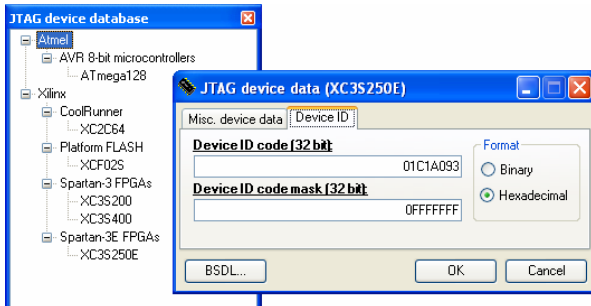 JTAG device database
Atmel
AVR 8-bit microcontrollers
ATmega128
Xilinx
CoolRunner
XC2C64
Platform FLASH
XCF02S
Spartan-3 FPGAs
XC3S200
XC3S400
Spartan-3E FPGAs
XC3S250E
JTAG device data (XC3S250E)
Misc. device data
Device ID
Device ID code (32 bit):
01C1A093
Device ID code mask (32 bit):
0FFFFFFF
Format
Binary
Hexadecimal
BSDL...
OK
Cancel